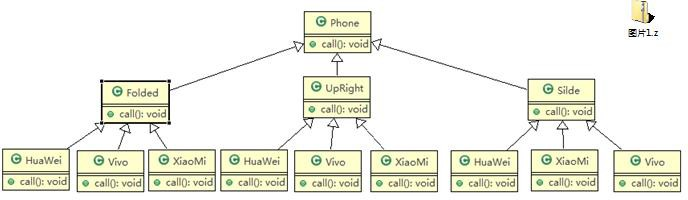 Phone
call(): void
图片1.z
Folded
call(): void
UpRight
call(): void
Silde
call(): void
HuaWei
call(): void
Vivo
call(): void
XiaoMi
call(): void
HuaWei
call(): void
Vivo
call(): void
XiaoMi
call(): void
HuaWei
call(): void
XiaoMi
call(): void
Vivo
call(): void